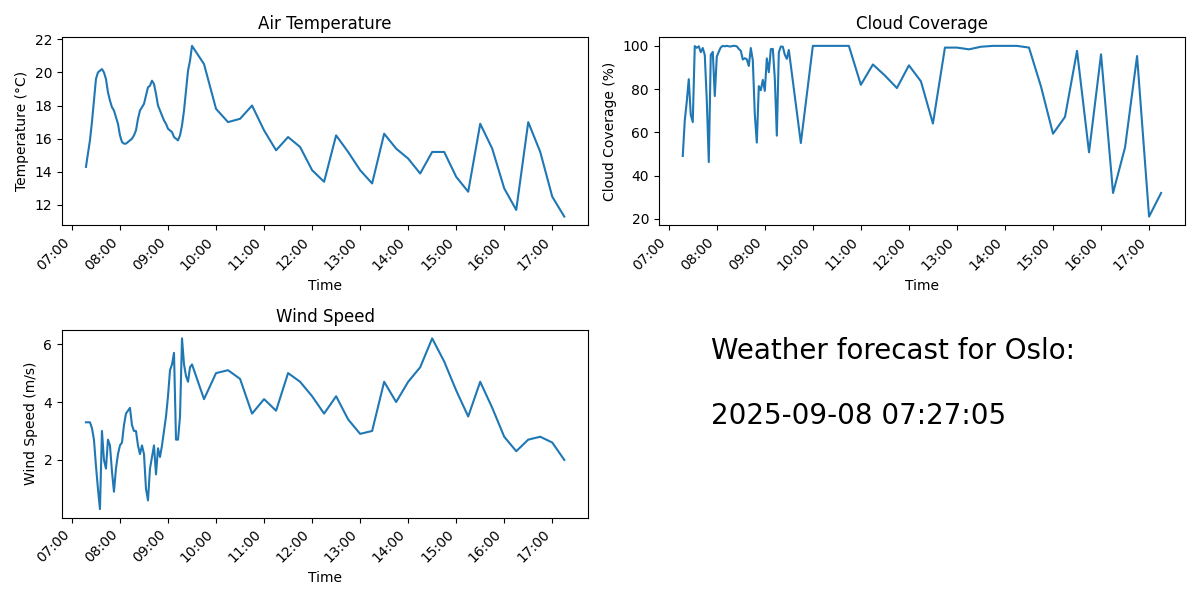 Air Temperature
Temperature (°C)
22
20
18
16
14
12
07:00 08:00 09:00 10:00 11:00 12:00 13:00 14:00 15:00 16:00 17:00
Time
Cloud Coverage
Cloud Coverage (%)
100
80
60
40
20
07:00 08:00 09:00 10:00 11:00 12:00 13:00 14:00 15:00 16:00 17:00
Time
Wind Speed
Wind Speed (m/s)
6
4
2
07:00 08:00 09:00 10:00 11:00 12:00 13:00 14:00 15:00 16:00 17:00
Time
Weather forecast for Oslo:
2025-09-08 07:27:05